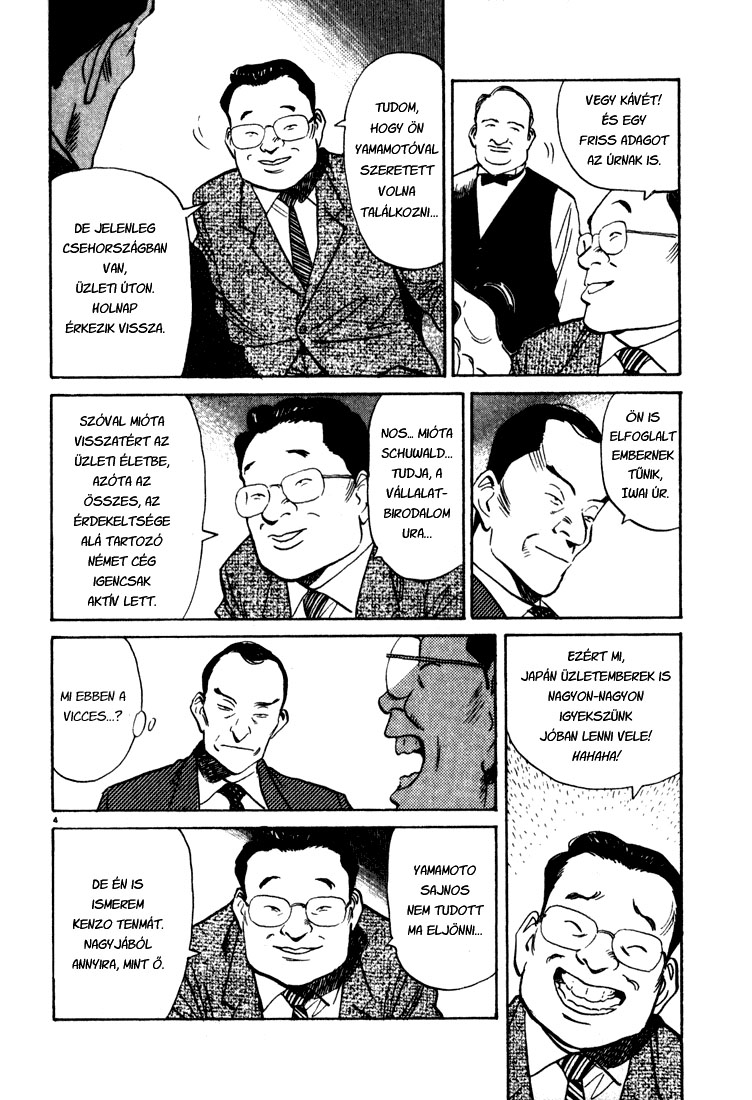 VEGY KÁVÉT!
ÉS EGY
FRISS ADAGOT
AZ ÚRNAK IS.
TUDOM,
HOGY ÖN
YAMAMOTÓVAL
SZERETETT
VOLNA
TALÁLKOZNI...
DE JELENLEG
CSEHORSZÁGBAN
VAN,
ÜZLETI ÚTON.
HOLNAP
ÉRKEZIK VISSZA.
ÖN IS
ELFOGLALT
EMBERNEK
TŰNIK,
IWAI ÚR.
NOS... MIÓTA
SCHUWALD...
TUDJA, A
VÁLLALAT-
BIRODALOM
URA...
SZÓVAL MIÓTA
VISSZATÉRT AZ
ÜZLETI ÉLETBE,
AZÓTA AZ
ÖSSZES, AZ
ÉRDEKELTSÉGE
ALÁ TARTOZÓ
NÉMET CÉG
IGENCSAK
AKTÍV LETT.
EZÉRT MI,
JAPÁN ÜZLETEMBEREK IS
NAGYON-NAGYON
IGYEKSZÜNK
JÓBAN LENNI VELE!
HAHAHA!
MI EBBEN A
VICCES...?
4
YAMAMOTO
SAJNOS
NEM TUDOTT
MA ELJÖNNI...
DE ÉN IS
ISMEREM
KENZO TENMÁT.
NAGYJÁBÓL
ANNYIRA, MINT Ő.